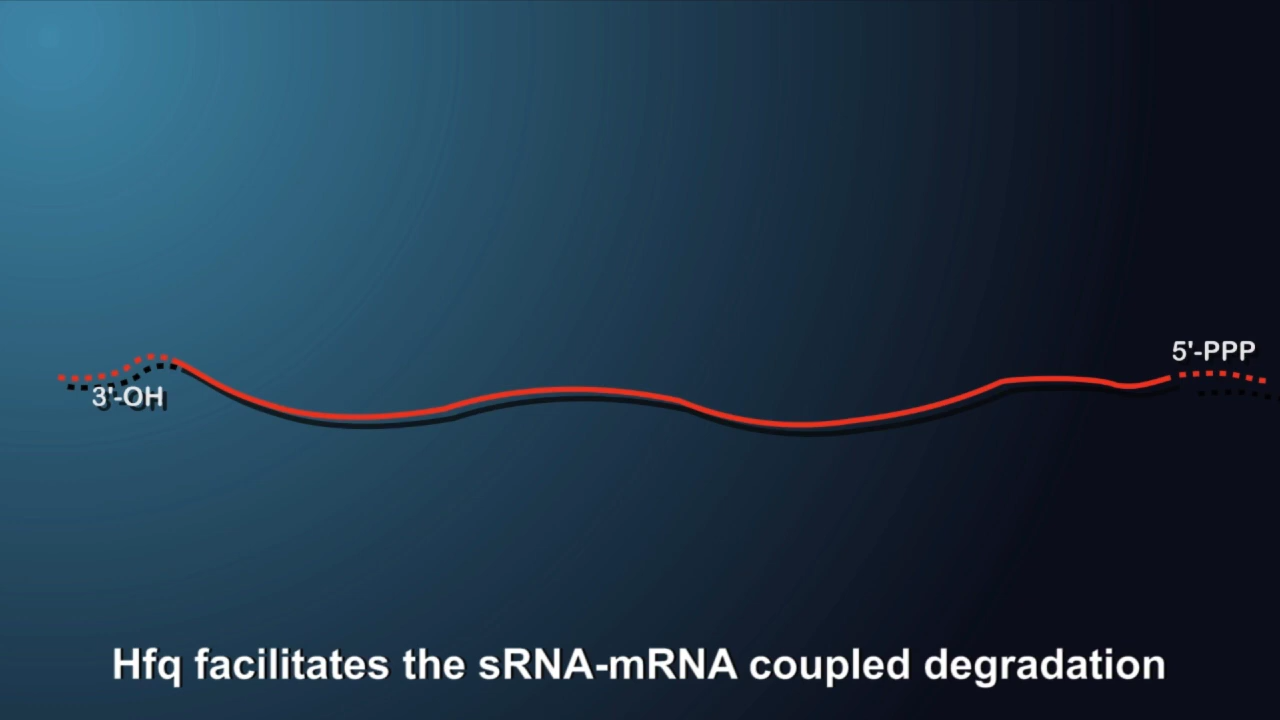 5'-PPP
3'-OH
Hfq facilitates the sRNA-mRNA coupled degradation